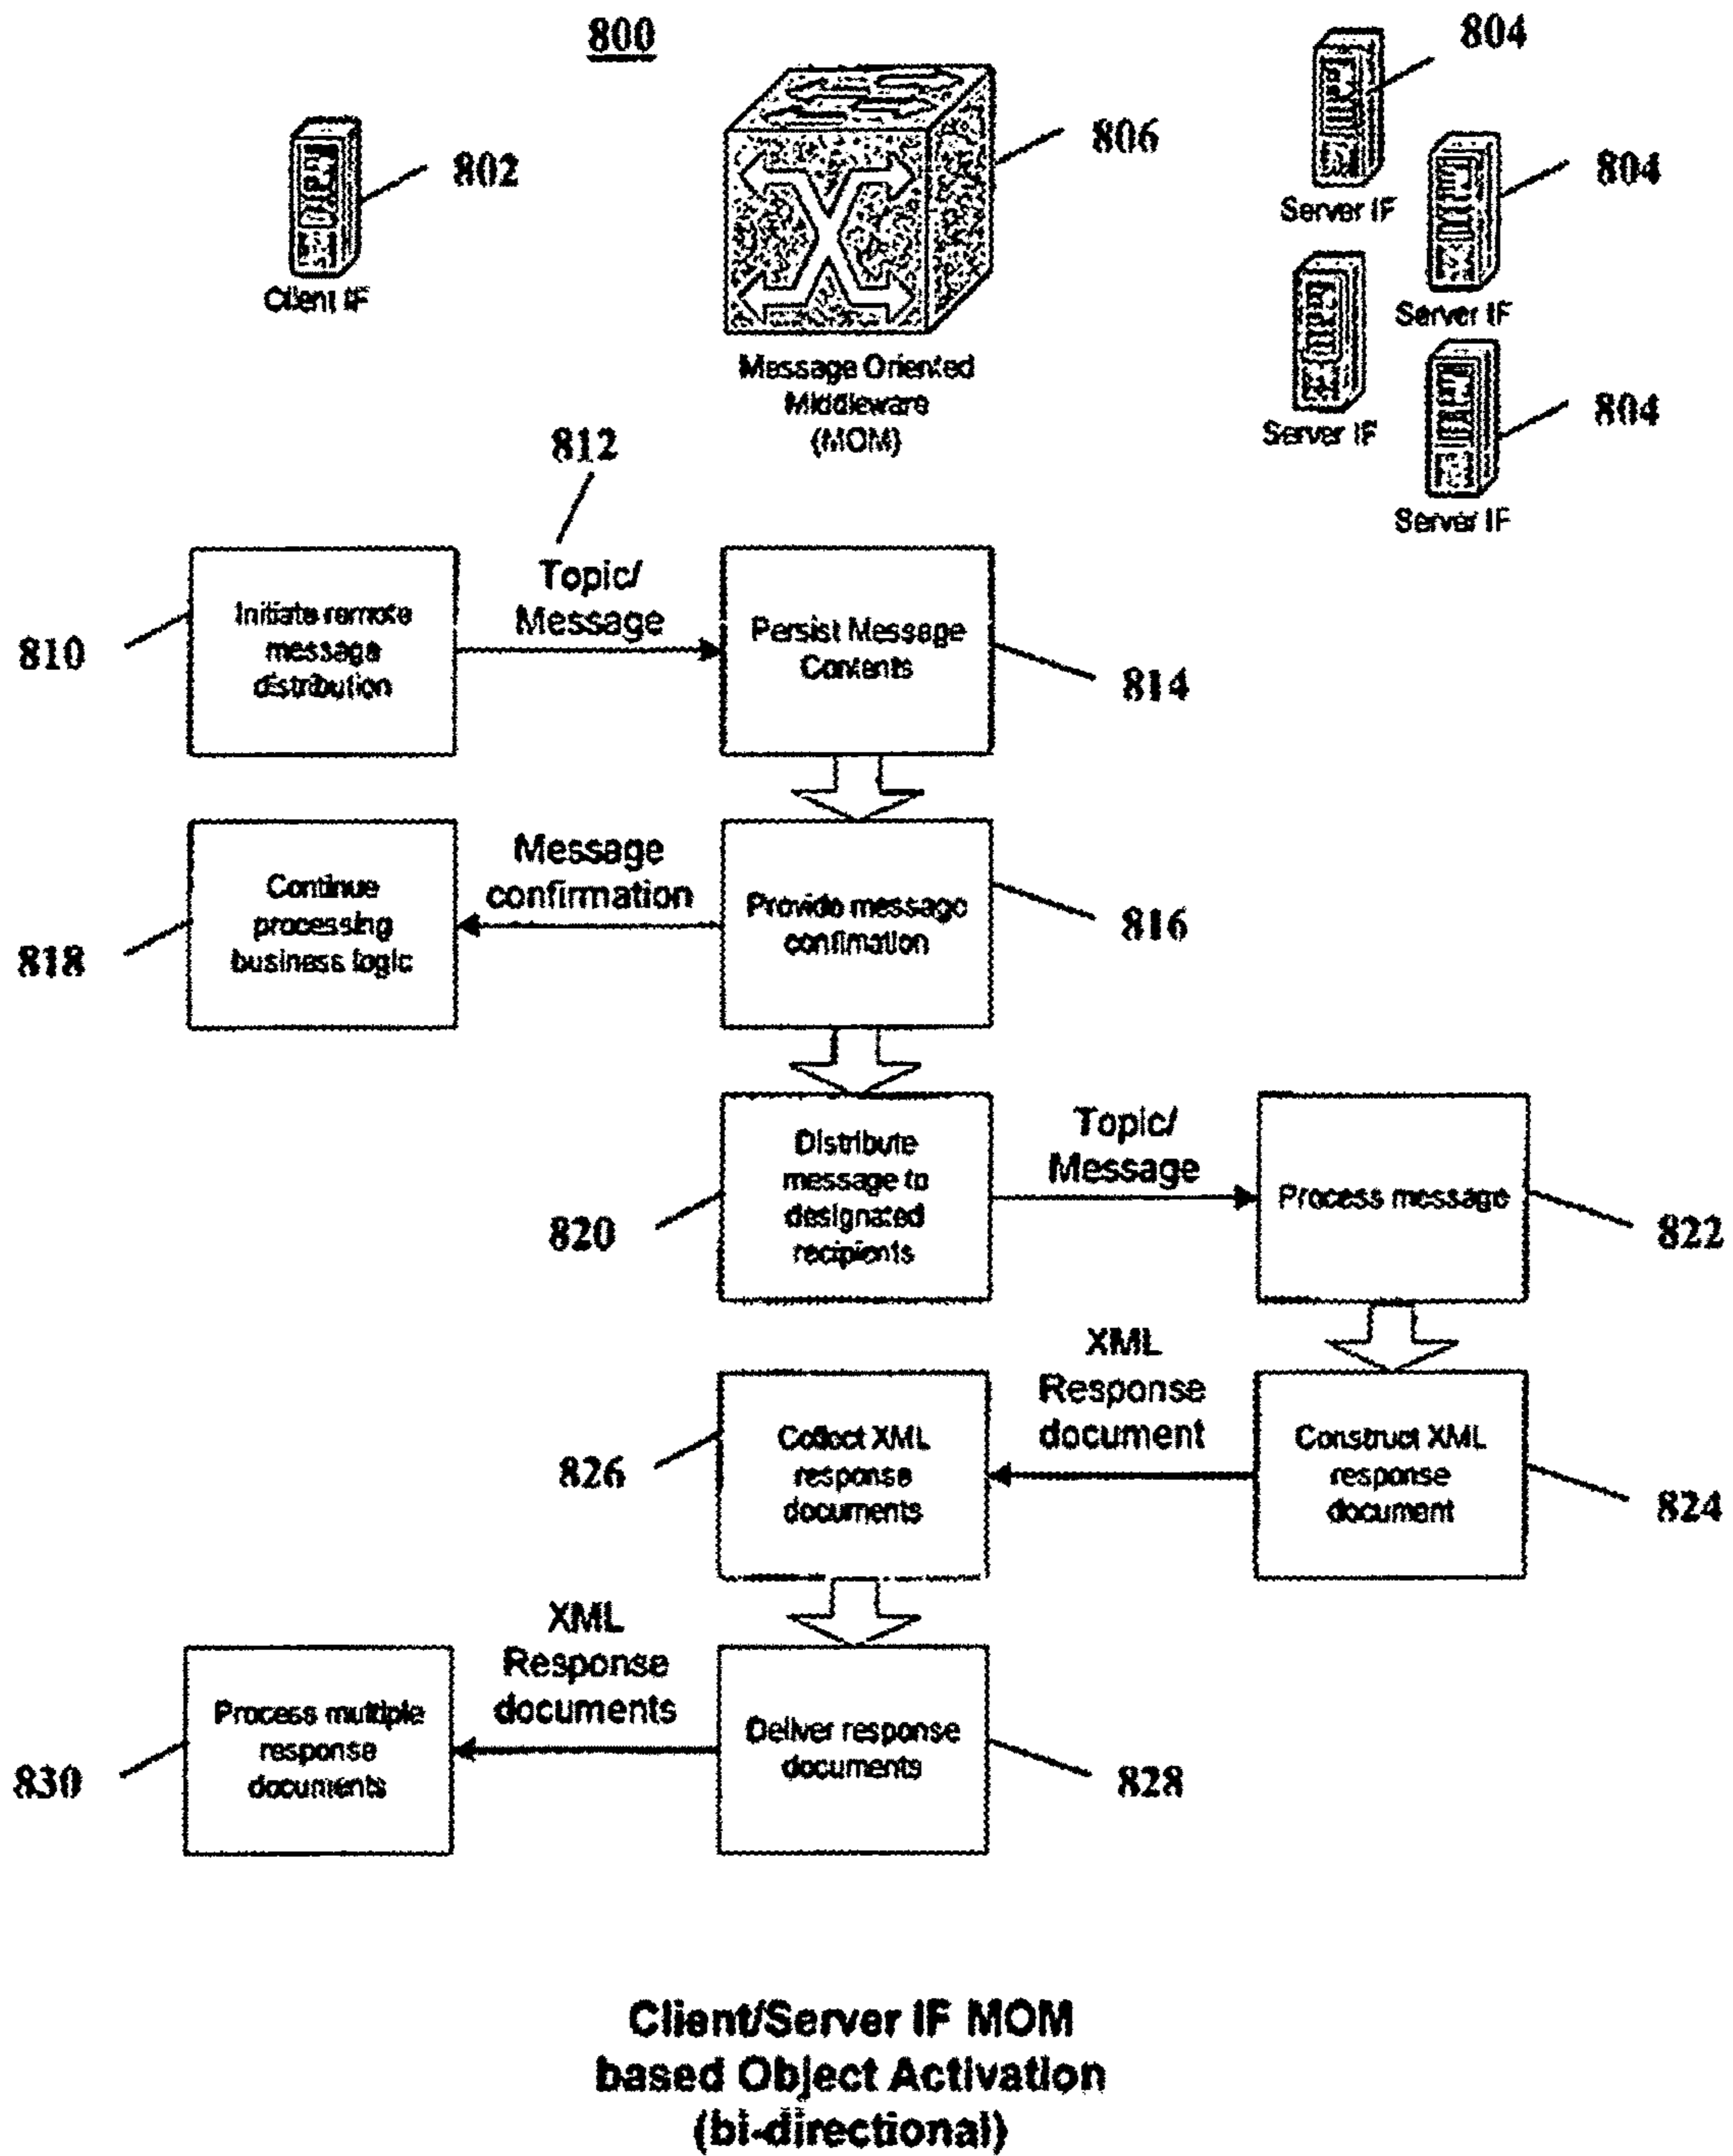 800
804
802
Client IF
806
Message Oriented
Middleware
(MOM)
Server IF
804
Server IF
Server IF
804
Server IF
812
Topic/
Message
810
Initiate remote
message
distribution
Persist Message
Contents
814
818
Continue
processing
business logic
Message
confirmation
Provide message
confimation
816
820
Distribute
message to
designated
recipients
Topic/
Message
Process message
822
826
Collect XML
response
documents
XML
Response
document
Construct XML
response
document
824
830
Process multiple
response
documents
XML
Response
documents
Deliver response
documents
828
Client/Server IF MOM
based Object Activation
(bi-directional)